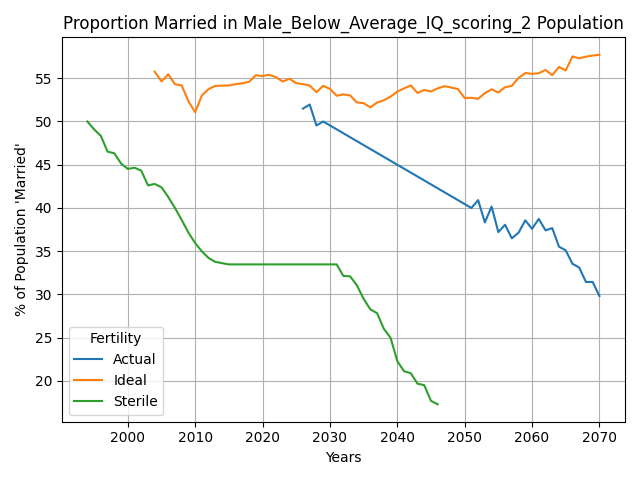 Proportion Married in Male_Below_Average_IQ_scoring_2 Population
% of Population 'Married'
55
50
45
40
35
30
25
20
Fertility
Actual
Ideal
Sterile
2000 2010 2020 2030 2040 2050 2060 2070
Years